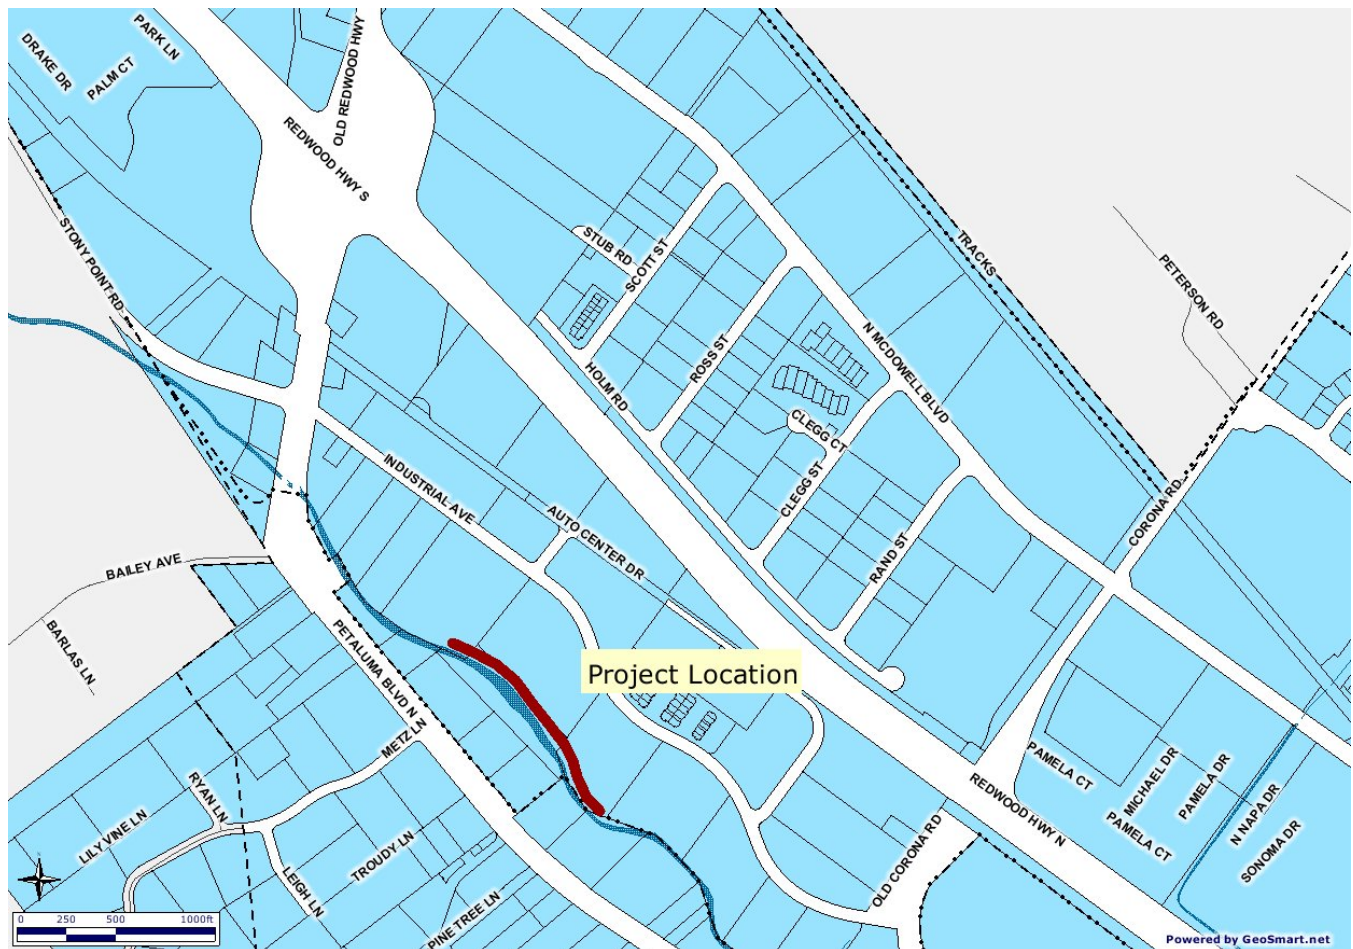 PARK LN
DRAKE DR
PALM CT
OLD REDWOOD HWY
REDWOOD HWY S
STONY POINT RD
STUB RD
SCOTT ST
TRACKS
PETERSON RD
ROSS ST
N MCDOWELL BLVD
HOLM RD
CLEGG CT
CLEGG ST
INDUSTRIAL AVE
AUTO CENTER DR
RAND ST
CORONA RD
BAILEY AVE
BARLAS LN
PETALUMA BLVD N
Project Location
METZ LN
RYAN LN
LILY VINE LN
TROUDY LN
LEIGH LN
PINE TREE LN
OLD CORONA RD
REDWOOD HWY N
PAMELA CT
MICHAEL DR
PAMELA DR
PAMELA CT
N NAPA DR
SONOMA DR
0 250 500 1000ft
Powered by GeoSmart.net